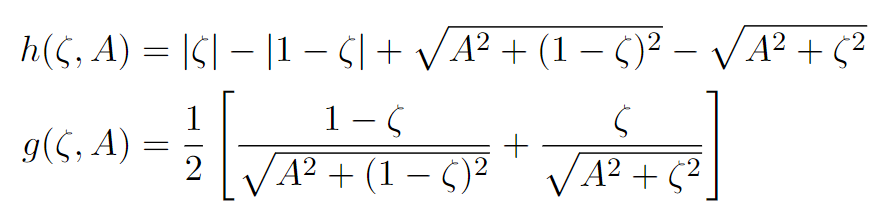 h(ζ, A) = |ζ| − |1 − ζ| + √(A² + (1 − ζ)²) − √(A² + ζ²)
g(ζ, A) = 1/2 [ (1 − ζ)/√(A² + (1 − ζ)²) + ζ/√(A² + ζ²) ]